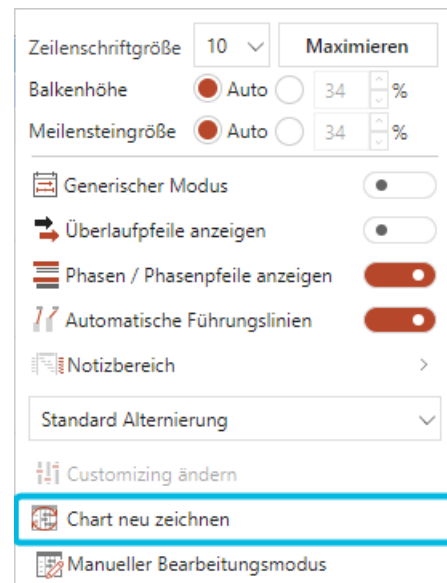 Zeilenschriftgröße 10 Maximieren
Balkenhöhe Auto 34 %
Meilensteingröße Auto 34 %
Generischer Modus
Überlaufpfeile anzeigen
Phasen / Phasenpfeile anzeigen
Automatische Führungslinien
Notizbereich
Standard Alternierung
Customizing ändern
Chart neu zeichnen
Manueller Bearbeitungsmodus